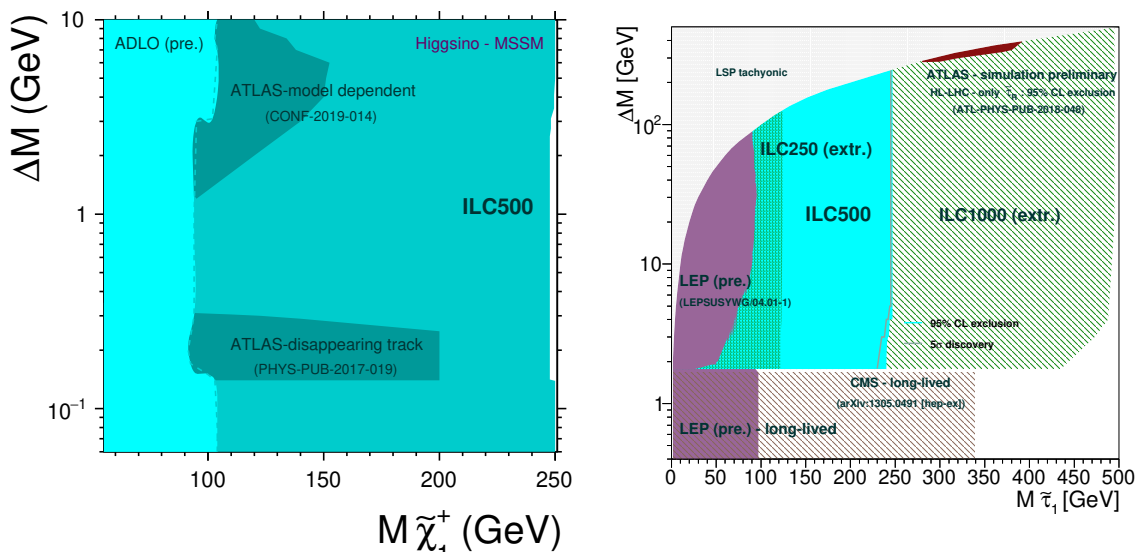 ΔM (GeV)
10
1
10⁻¹
ADLO (pre.)
Higgsino - MSSM
ATLAS-model dependent
(CONF-2019-014)
ILC500
ATLAS-disappearing track
(PHYS-PUB-2017-019)
100
150
200
250
M χ̃₁⁺ (GeV)
ΔM [GeV]
10²
10
1
LSP tachyonic
ATLAS - simulation preliminary
HL-LHC - only τ̃R : 95% CL exclusion
(ATL-PHYS-PUB-2018-048)
ILC250 (extr.)
ILC500
ILC1000 (extr.)
LEP (pre.)
(LEPSUSYWG/04.01-1)
95% CL exclusion
5σ discovery
CMS - long-lived
(arXiv:1305.0491 [hep-ex])
LEP (pre.) - long-lived
0 50 100 150 200 250 300 350 400 450 500
M τ̃₁ [GeV]